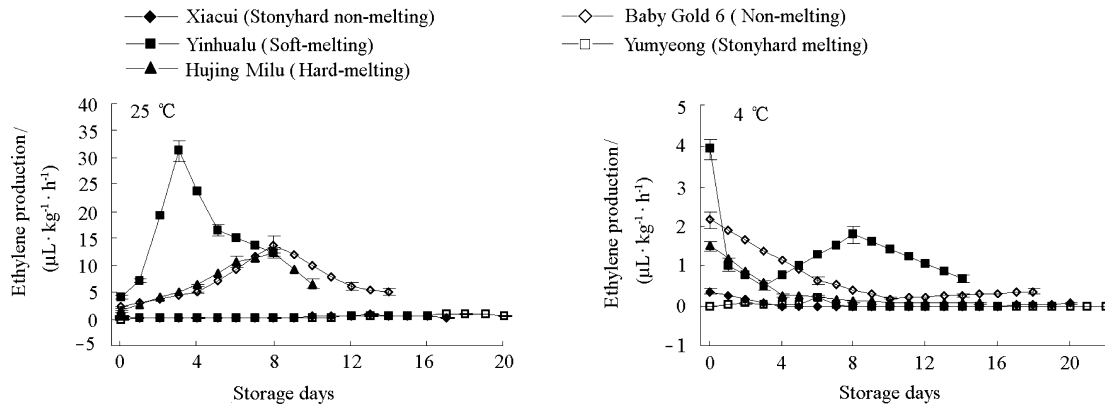 Xiacui (Stonyhard non-melting)
Baby Gold 6 ( Non-melting)
Yinhualu (Soft-melting)
Yumyeong (Stonyhard melting)
Hujing Milu (Hard-melting)
Ethylene production/
(μL· kg⁻¹· h⁻¹)
25 ℃
40
35
30
25
20
15
10
5
0
−5
0 4 8 12 16 20
Storage days
Ethylene production/
(μL· kg⁻¹· h⁻¹)
4 ℃
5
4
3
2
1
0
−1
0 4 8 12 16 20
Storage days